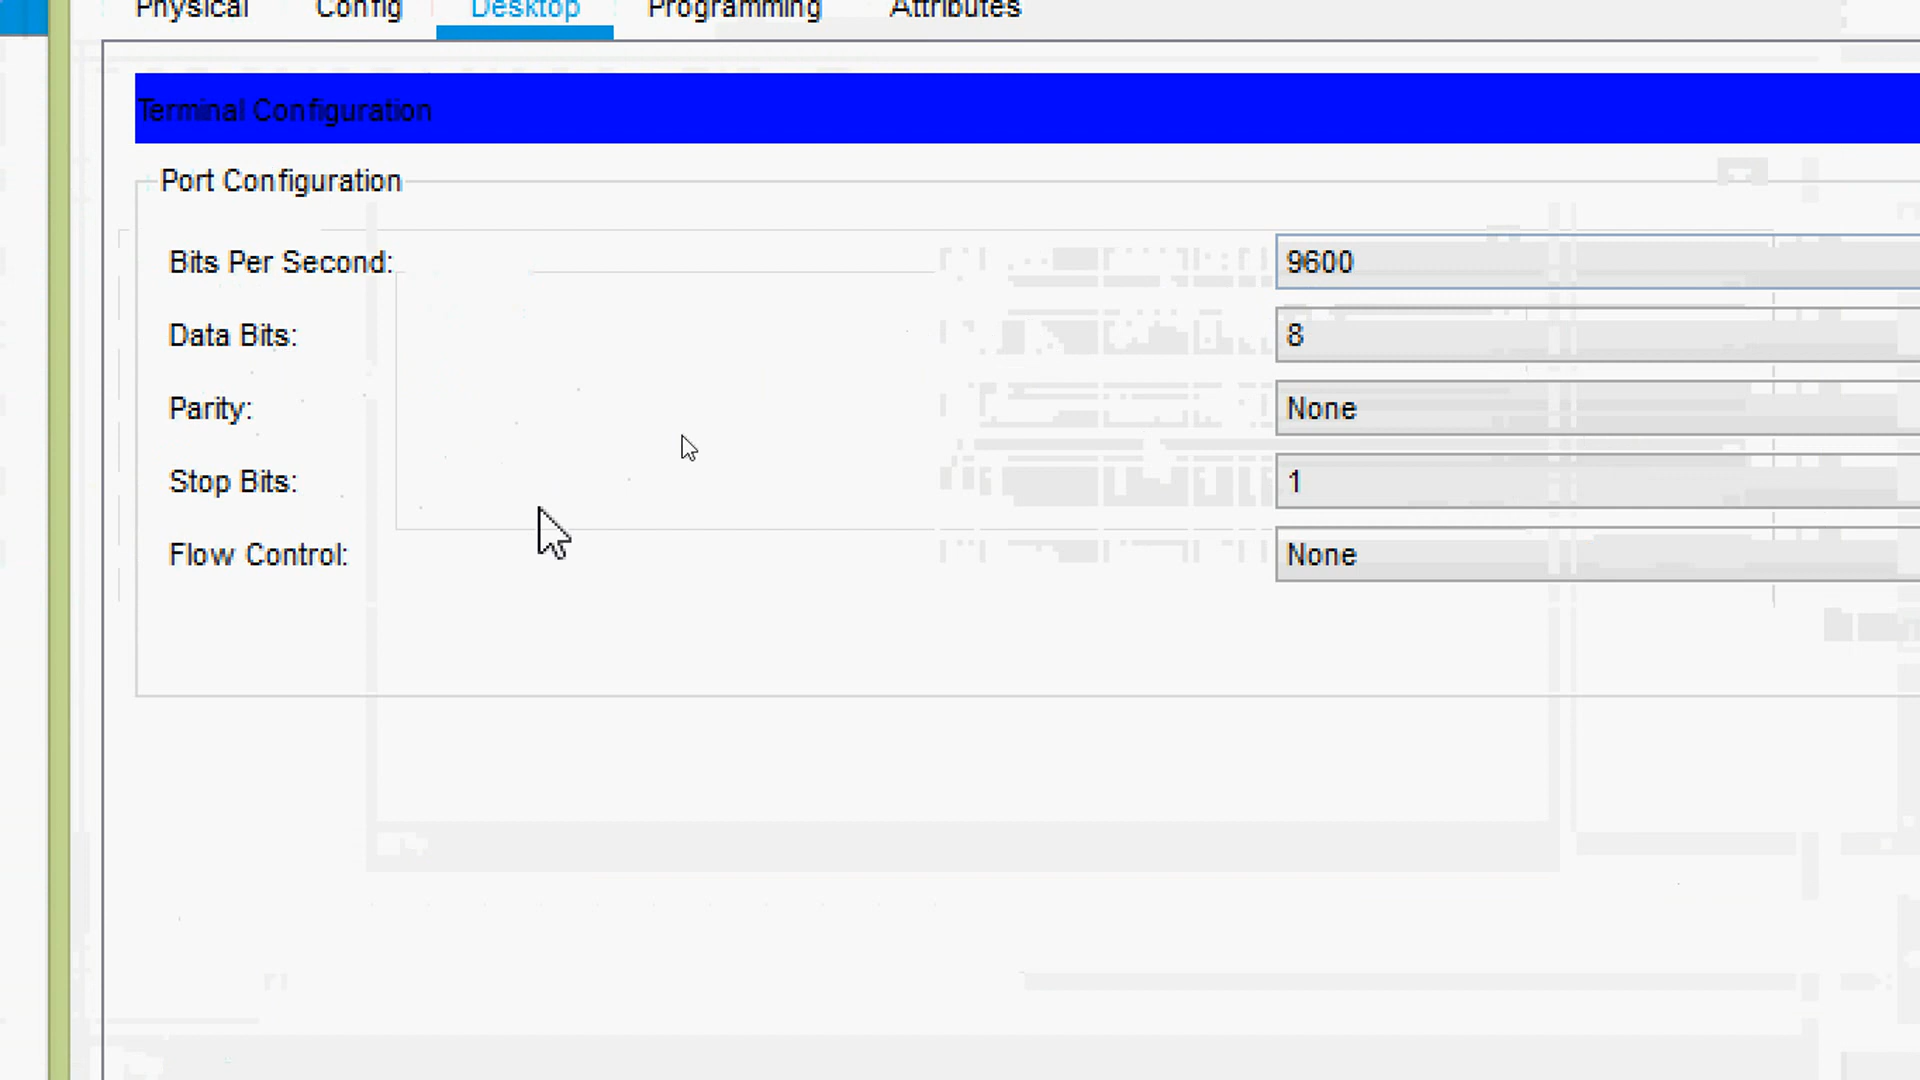 Physical Config Desktop Programming Attributes
Terminal Configuration
Port Configuration
Bits Per Second: 9600
Data Bits: 8
Parity: None
Stop Bits: 1
Flow Control: None